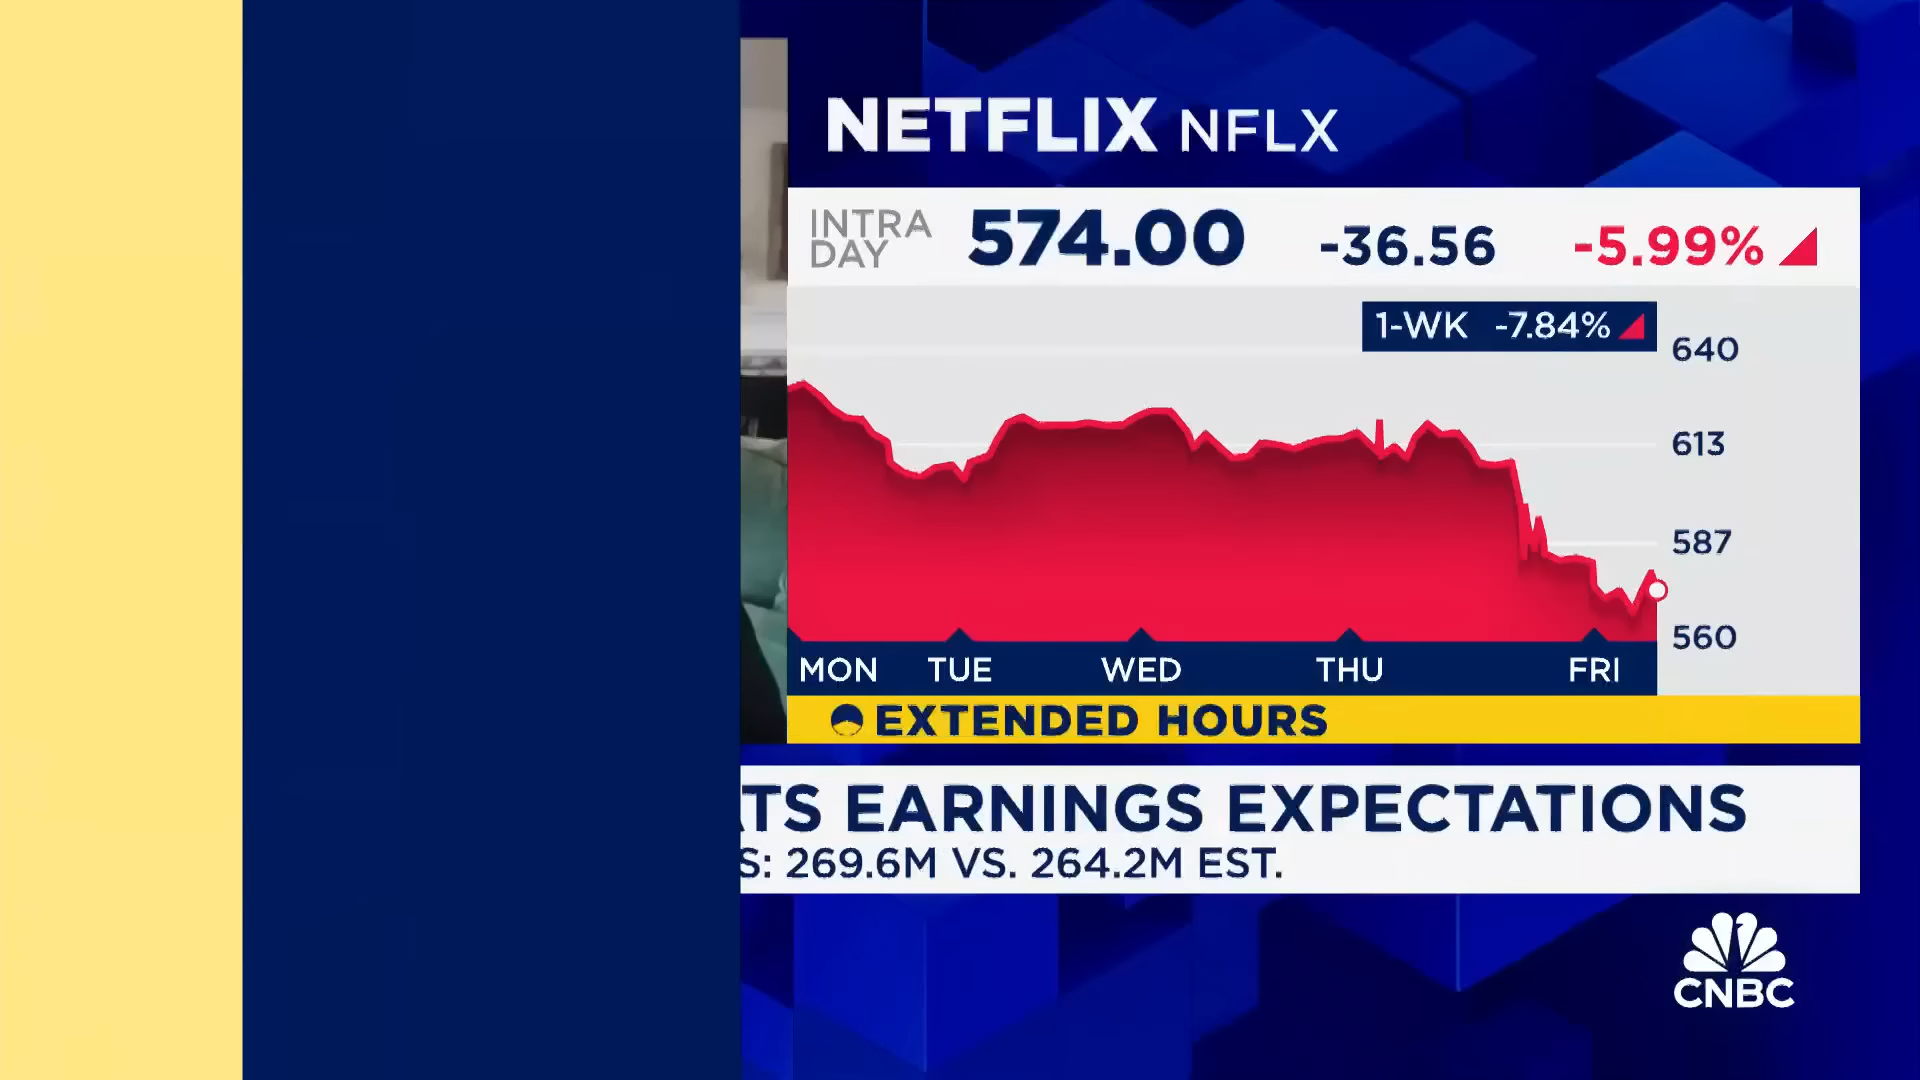 NETFLIX NFLX
INTRA DAY 574.00 -36.56 -5.99%
1-WK -7.84%
640
613
587
560
MON TUE WED THU FRI
EXTENDED HOURS
TS EARNINGS EXPECTATIONS
S: 269.6M VS. 264.2M EST.
CNBC